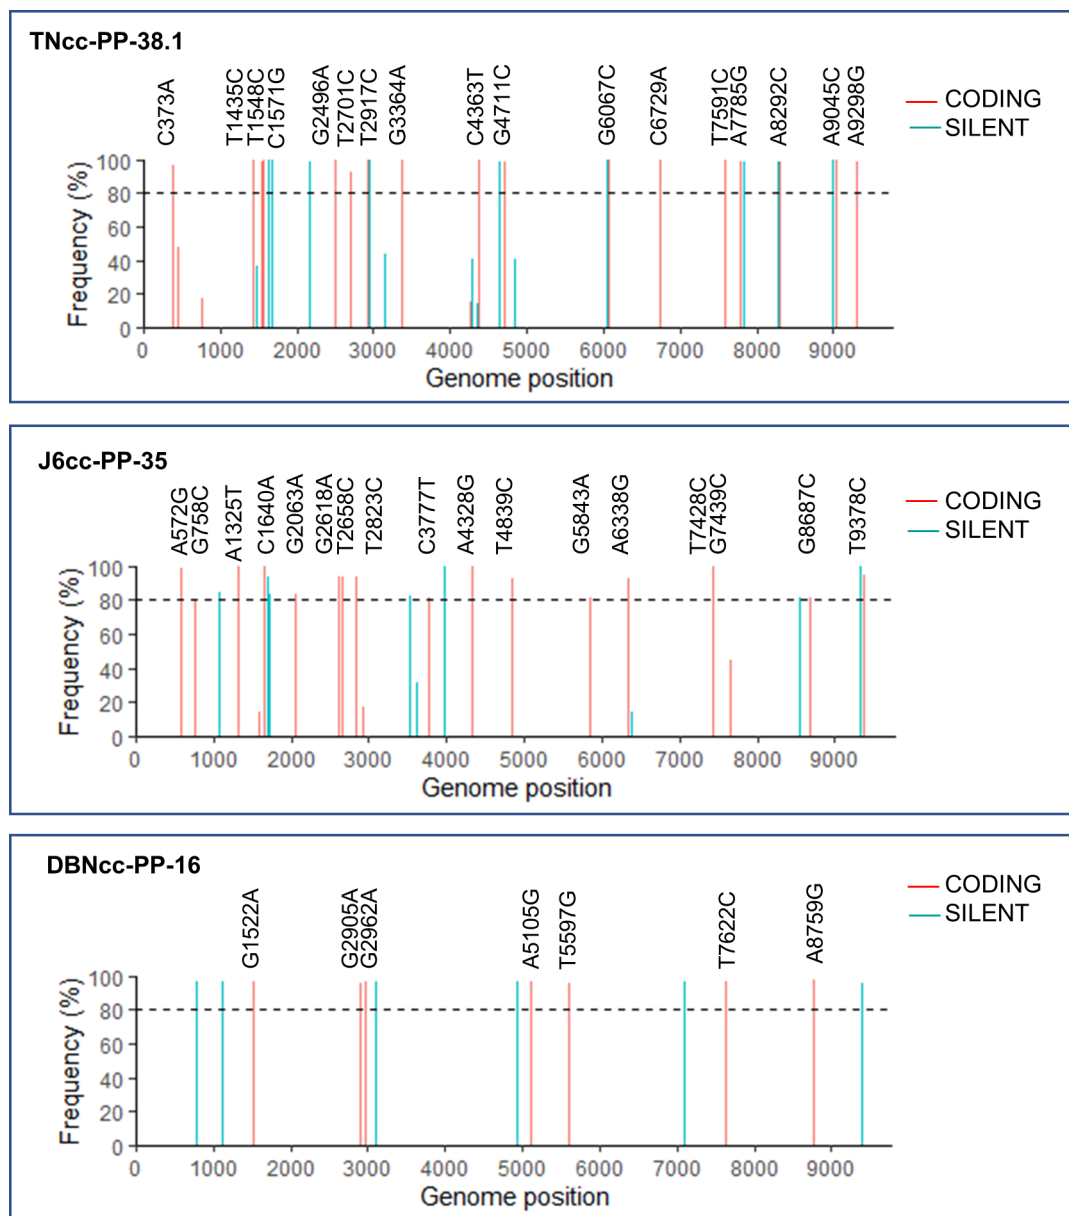 TNcc-PP-38.1
C373A T1435C T1548C C1571G G2496A T2701C T2917C G3364A C4363T G4711C G6067C C6729A T7591C A7785G A8292C A9045C A9298G
CODING
SILENT
Frequency (%)
100
80
60
40
20
0
0 1000 2000 3000 4000 5000 6000 7000 8000 9000
Genome position
J6cc-PP-35
A572G G758C A1325T C1640A G2063A G2618A T2658C T2823C C3777T A4328G T4839C G5843A A6338G T7428C G7439C G8687C T9378C
CODING
SILENT
Frequency (%)
100
80
60
40
20
0
0 1000 2000 3000 4000 5000 6000 7000 8000 9000
Genome position
DBNcc-PP-16
G1522A G2905A G2962A A5105G T5597G T7622C A8759G
CODING
SILENT
Frequency (%)
100
80
60
40
20
0
0 1000 2000 3000 4000 5000 6000 7000 8000 9000
Genome position